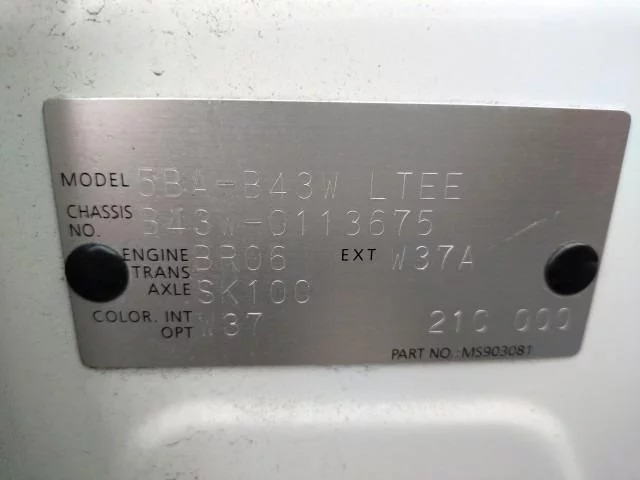 MODEL 5BA-B43W LTEE
CHASSIS NO. B43W-0113675
ENGINE BR06 EXT W37A
TRANS AXLE SK100
COLOR. INT OPT W37 210 000
PART NO.:MS903081